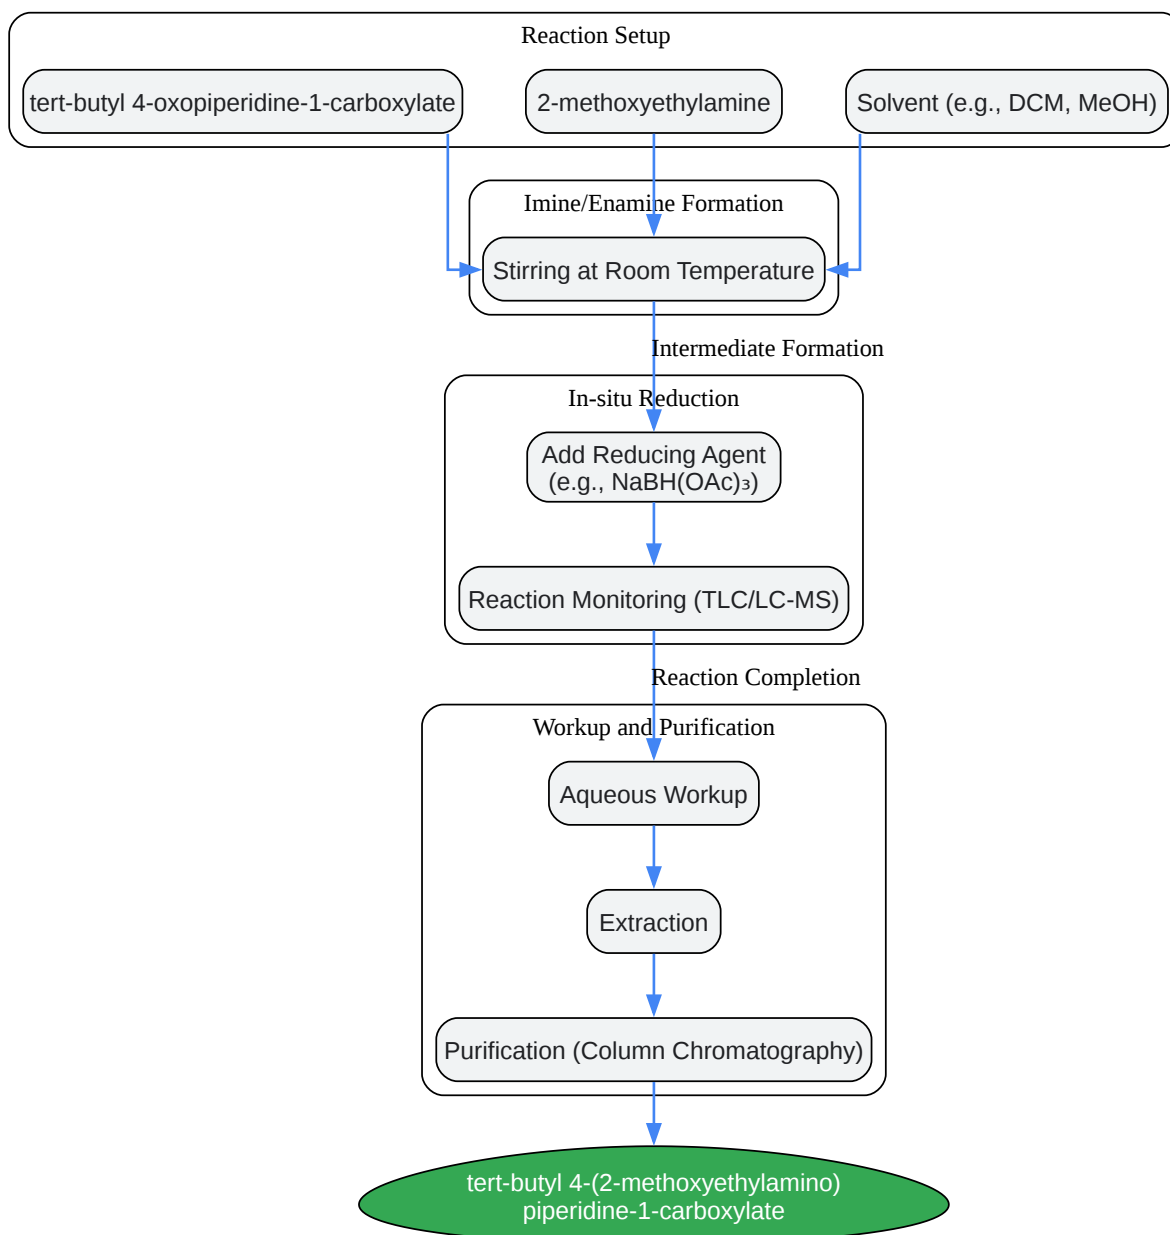 Reaction Setup
tert-butyl 4-oxopiperidine-1-carboxylate
2-methoxyethylamine
Solvent (e.g., DCM, MeOH)
Imine/Enamine Formation
Stirring at Room Temperature
Intermediate Formation
In-situ Reduction
Add Reducing Agent
(e.g., NaBH(OAc)₃)
Reaction Monitoring (TLC/LC-MS)
Reaction Completion
Workup and Purification
Aqueous Workup
Extraction
Purification (Column Chromatography)
tert-butyl 4-(2-methoxyethylamino)
piperidine-1-carboxylate